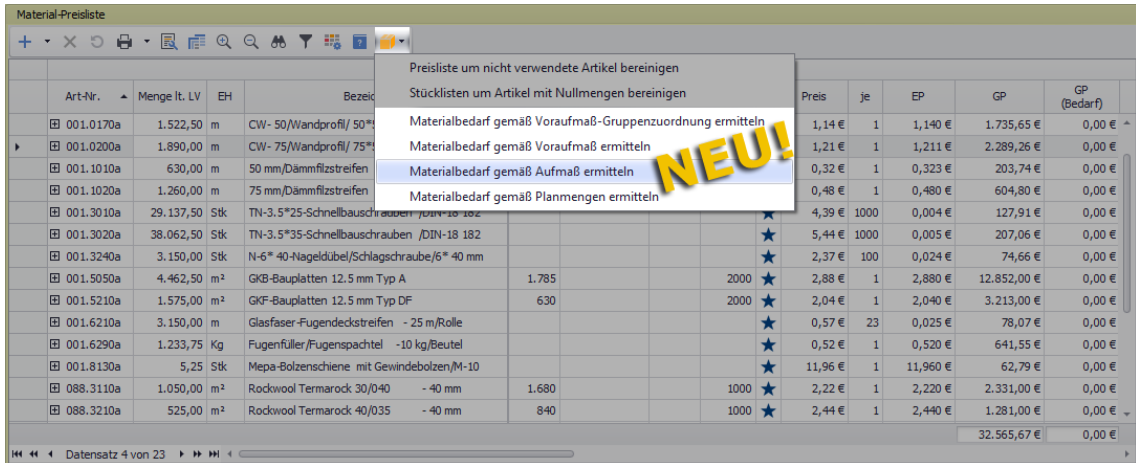 Material-Preisliste
Preisliste um nicht verwendete Artikel bereinigen
Stücklisten um Artikel mit Nullmengen bereinigen
Materialbedarf gemäß Voraufmaß-Gruppenzuordnung ermitteln
Materialbedarf gemäß Voraufmaß ermitteln
Materialbedarf gemäß Aufmaß ermitteln
Materialbedarf gemäß Planmengen ermitteln
NEU!
Art-Nr. Menge lt. LV EH Preis je EP GP GP (Bedarf)
001.0170a 1.522,50 m CW- 50/Wandprofil/ 1,14 € 1 1,140 € 1.735,65 € 0,00 €
001.0200a 1.890,00 m CW- 75/Wandprofil/ 1,21 € 1 1,211 € 2.289,26 € 0,00 €
001.1010a 630,00 m 50 mm/Dämmfilzstreifen 0,32 € 1 0,323 € 203,74 € 0,00 €
001.1020a 1.260,00 m 75 mm/Dämmfilzstreifen 0,48 € 1 0,480 € 604,80 € 0,00 €
001.3010a 29.137,50 Stk TN-3.5*25-Schnellbauschrauben /DIN-18 182 4,39 € 1000 0,004 € 127,91 € 0,00 €
001.3020a 38.062,50 Stk TN-3.5*35-Schnellbauschrauben /DIN-18 182 5,44 € 1000 0,005 € 207,06 € 0,00 €
001.3240a 3.150,00 Stk N-6* 40-Nageldübel/Schlagschraube/6* 40 mm 2,37 € 100 0,024 € 74,66 € 0,00 €
001.5050a 4.462,50 m² GKB-Bauplatten 12.5 mm Typ A 1.785 2000 2,88 € 1 2,880 € 12.852,00 € 0,00 €
001.5210a 1.575,00 m² GKF-Bauplatten 12.5 mm Typ DF 630 2000 2,04 € 1 2,040 € 3.213,00 € 0,00 €
001.6210a 3.150,00 m Glasfaser-Fugendeckstreifen - 25 m/Rolle 0,57 € 23 0,025 € 78,07 € 0,00 €
001.6290a 1.233,75 Kg Fugenfüller/Fugenspachtel -10 kg/Beutel 0,52 € 1 0,520 € 641,55 € 0,00 €
001.8130a 5,25 Stk Mepa-Bolzenschiene mit Gewindebolzen/M-10 11,96 € 1 11,960 € 62,79 € 0,00 €
088.3110a 1.050,00 m² Rockwool Termarock 30/040 - 40 mm 1.680 1000 2,22 € 1 2,220 € 2.331,00 € 0,00 €
088.3210a 525,00 m² Rockwool Termarock 40/035 - 40 mm 840 1000 2,44 € 1 2,440 € 1.281,00 € 0,00 €
32.565,67 € 0,00 €
Datensatz 4 von 23